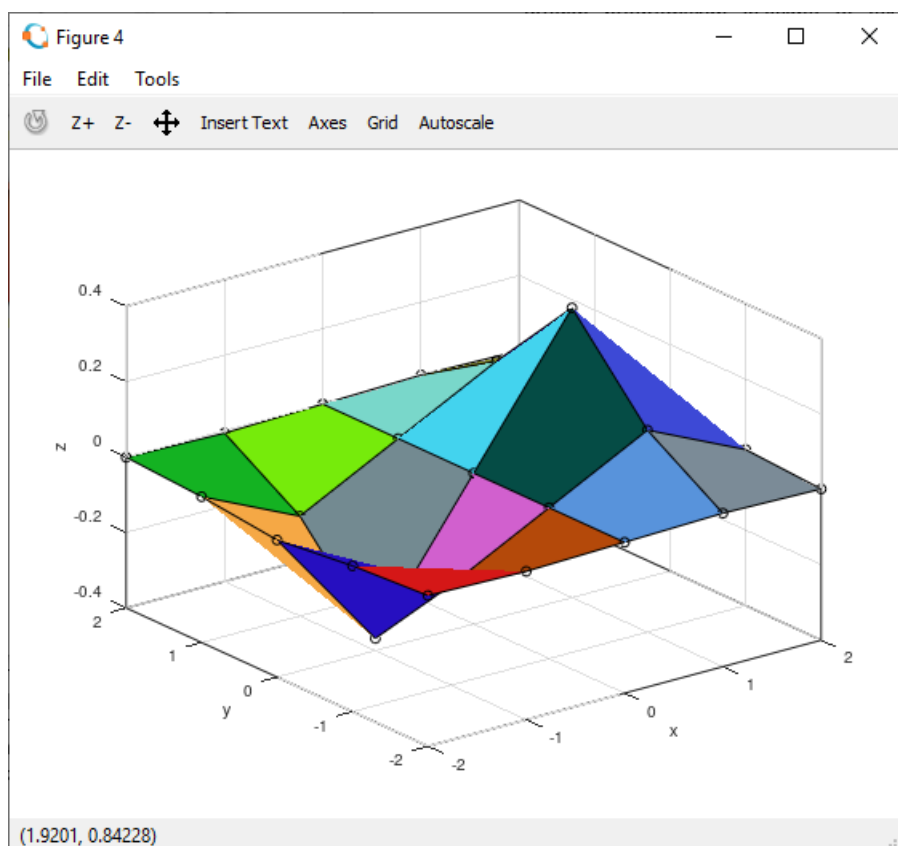 Figure 4
File Edit Tools
Z+ Z- Insert Text Axes Grid Autoscale
0.4
0.2
0
-0.2
-0.4
z
2
1
0
-1
-2
y
-2
-1
0
1
2
x
(1.9201, 0.84228)